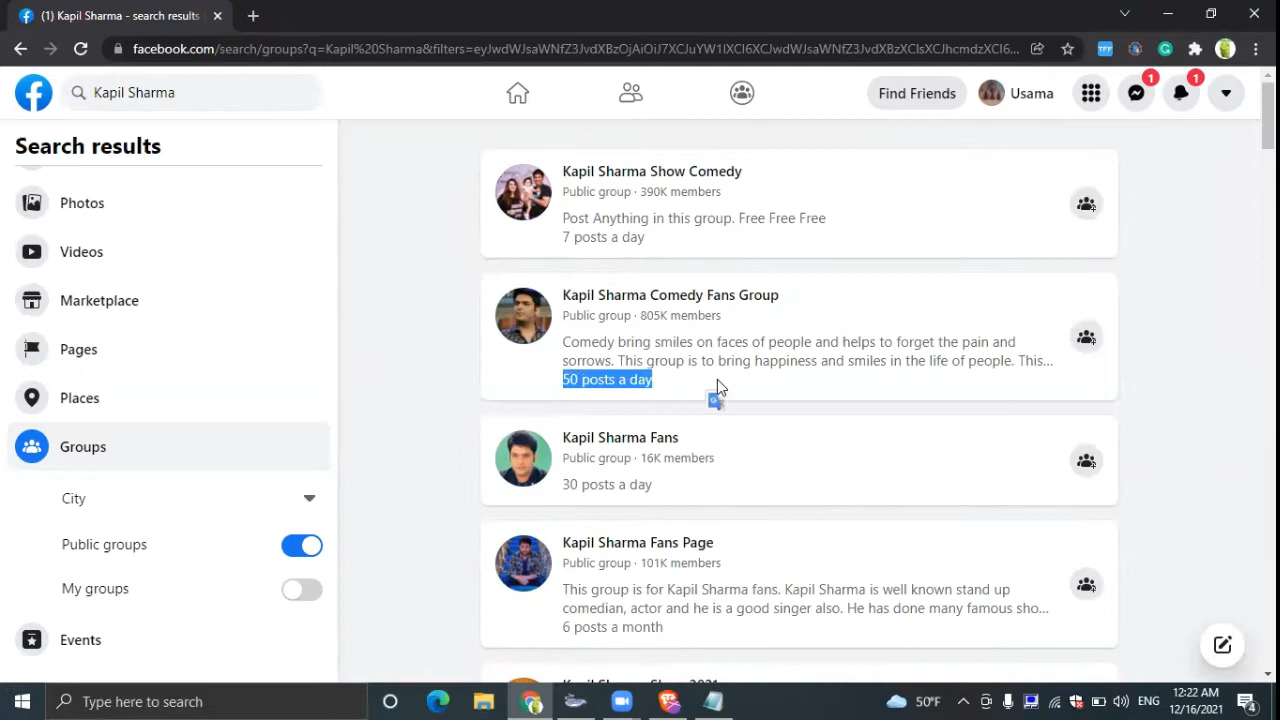 (1) Kapil Sharma - search results
facebook.com/search/groups?q=Kapil%20Sharma&filters=eyJwdWJsaWNfZ3JvdXBzOjAiOiJ7XCJuYW1lXCI6XCJwdWJsaWNfZ3JvdXBzXCIsXCJhcmdzXCI6...
Kapil Sharma
Find Friends
Usama
1
1
Search results
Photos
Videos
Marketplace
Pages
Places
Groups
City
Public groups
My groups
Events
Kapil Sharma Show Comedy
Public group · 390K members
Post Anything in this group. Free Free Free
7 posts a day
Kapil Sharma Comedy Fans Group
Public group · 805K members
Comedy bring smiles on faces of people and helps to forget the pain and
sorrows. This group is to bring happiness and smiles in the life of people. This...
50 posts a day
Kapil Sharma Fans
Public group · 16K members
30 posts a day
Kapil Sharma Fans Page
Public group · 101K members
This group is for Kapil Sharma fans. Kapil Sharma is well known stand up
comedian, actor and he is a good singer also. He has done many famous sho...
6 posts a month
Type here to search
50°F
ENG
12:22 AM
12/16/2021
4